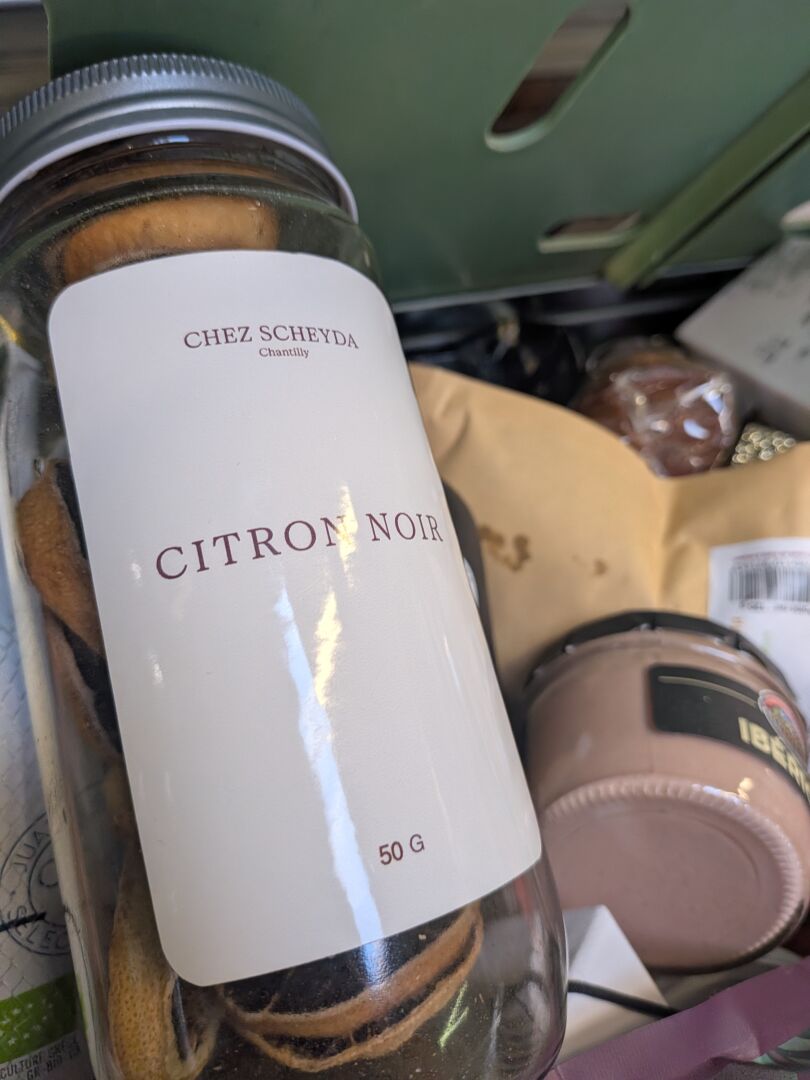 CHEZ SCHEYDA
Chantilly
CITRON NOIR
50 G